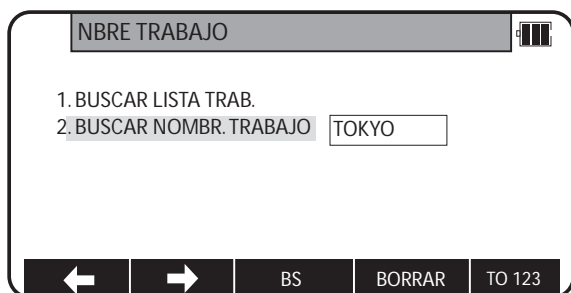 NBRE TRABAJO
1. BUSCAR LISTA TRAB.
2. BUSCAR NOMBR. TRABAJO TOKYO
BS BORRAR TO 123